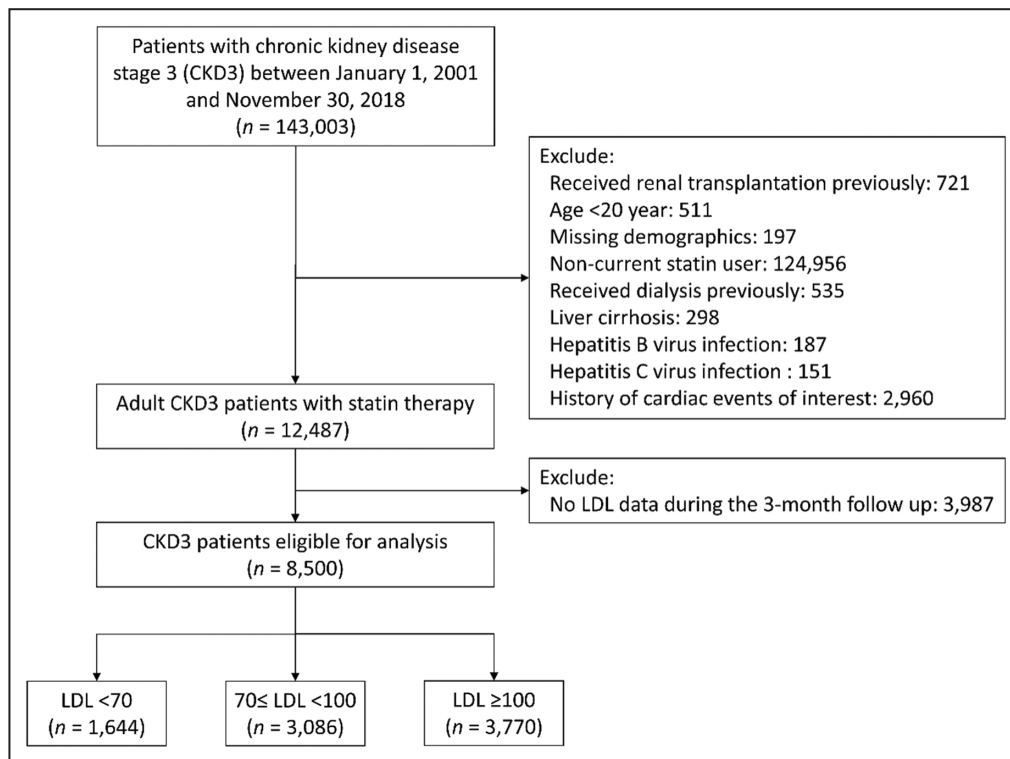 Patients with chronic kidney disease
stage 3 (CKD3) between January 1, 2001
and November 30, 2018
(n = 143,003)
Exclude:
Received renal transplantation previously: 721
Age <20 year: 511
Missing demographics: 197
Non-current statin user: 124,956
Received dialysis previously: 535
Liver cirrhosis: 298
Hepatitis B virus infection: 187
Hepatitis C virus infection : 151
History of cardiac events of interest: 2,960
Adult CKD3 patients with statin therapy
(n = 12,487)
Exclude:
No LDL data during the 3-month follow up: 3,987
CKD3 patients eligible for analysis
(n = 8,500)
LDL <70
(n = 1,644)
70≤ LDL <100
(n = 3,086)
LDL ≥100
(n = 3,770)